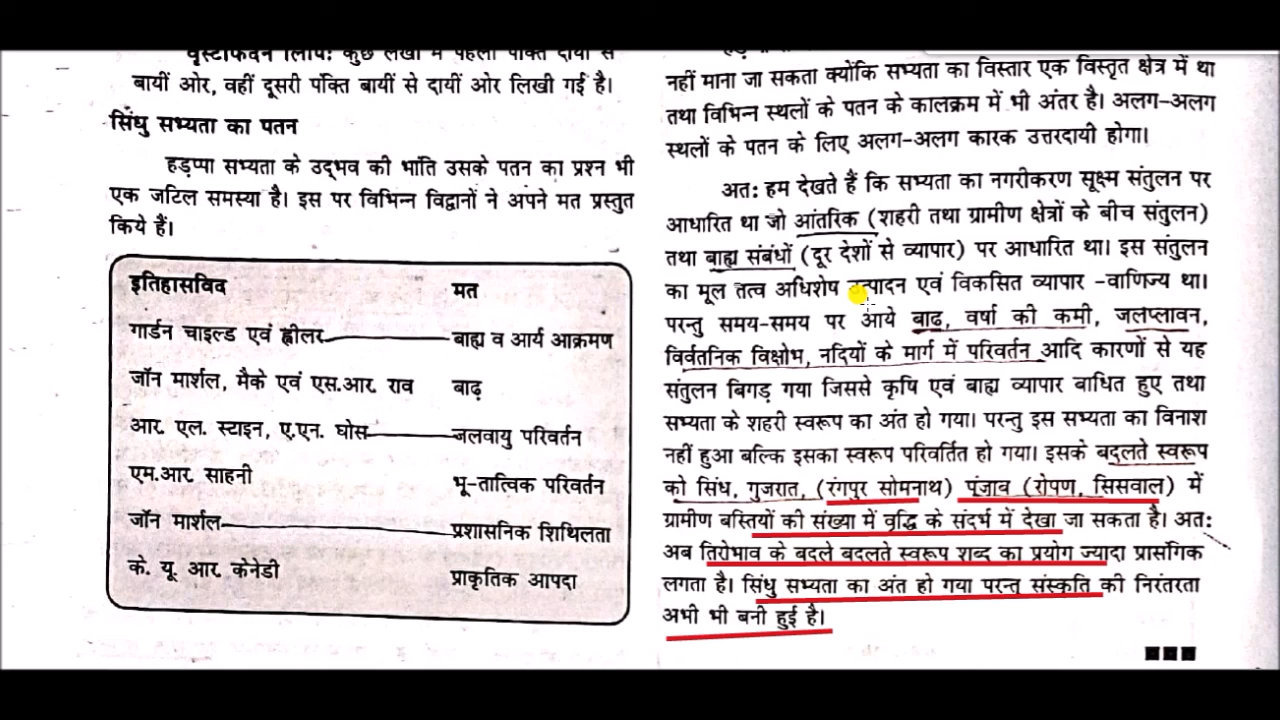 कुछ लेखों में पहली पंक्ति दायीं से
बायीं ओर, वहीं दूसरी पंक्ति बायीं से दायीं ओर लिखी गई है।
सिंधु सभ्यता का पतन
हड़प्पा सभ्यता के उद्भव की भांति उसके पतन का प्रश्न भी
एक जटिल समस्या है। इस पर विभिन्न विद्वानों ने अपने मत प्रस्तुत
किये हैं।
इतिहासविद मत
गार्डन चाइल्ड एवं ह्वीलर बाह्य व आर्य आक्रमण
जॉन मार्शल, मैके एवं एस.आर. राव बाढ़
आर. एल. स्टाइन, ए.एन. घोस जलवायु परिवर्तन
एम.आर. साहनी भू-तात्विक परिवर्तन
जॉन मार्शल प्रशासनिक शिथिलता
के. यू. आर. केनेडी प्राकृतिक आपदा
नहीं माना जा सकता क्योंकि सभ्यता का विस्तार एक विस्तृत क्षेत्र में था
तथा विभिन्न स्थलों के पतन के कालक्रम में भी अंतर है। अलग-अलग
स्थलों के पतन के लिए अलग-अलग कारक उत्तरदायी होगा।
अत: हम देखते हैं कि सभ्यता का नगरीकरण सूक्ष्म संतुलन पर
आधारित था जो आंतरिक (शहरी तथा ग्रामीण क्षेत्रों के बीच संतुलन)
तथा बाह्य संबंधों (दूर देशों से व्यापार) पर आधारित था। इस संतुलन
का मूल तत्व अधिशेष उत्पादन एवं विकसित व्यापार -वाणिज्य था।
परन्तु समय-समय पर आये बाढ, वर्षा की कमी, जलप्लावन,
विर्वतनिक विक्षोभ, नदियों के मार्ग में परिवर्तन आदि कारणों से यह
संतुलन बिगड़ गया जिससे कृषि एवं बाह्य व्यापार बाधित हुए तथा
सभ्यता के शहरी स्वरूप का अंत हो गया। परन्तु इस सभ्यता का विनाश
नहीं हुआ बल्कि इसका स्वरूप परिवर्तित हो गया। इसके बदलते स्वरूप
को सिंध, गुजरात, (रंगपुर सोमनाथ) पंजाव (रोपण, सिसवाल) में
ग्रामीण बस्तियों की संख्या में वृद्धि के संदर्भ में देखा जा सकता है। अत:
अब तिरोभाव के बदले बदलते स्वरूप शब्द का प्रयोग ज्यादा प्रासंगिक
लगता है। सिंधु सभ्यता का अंत हो गया परन्तु संस्कृति की निरंतरता
अभी भी बनी हुई है।